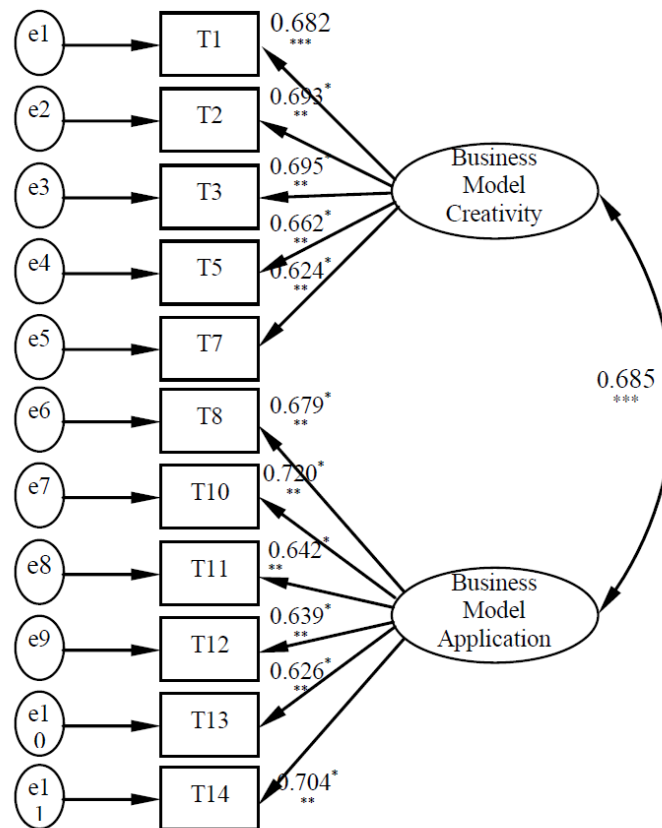 e1
T1
0.682
***
e2
T2
0.693*
**
e3
T3
0.695*
**
e4
T5
0.662*
**
e5
T7
0.624*
**
Business
Model
Creativity
0.685
***
e6
T8
0.679*
**
e7
T10
0.720*
**
e8
T11
0.642*
**
e9
T12
0.639*
**
e1
0
T13
0.626*
**
e1
1
T14
0.704*
**
Business
Model
Application